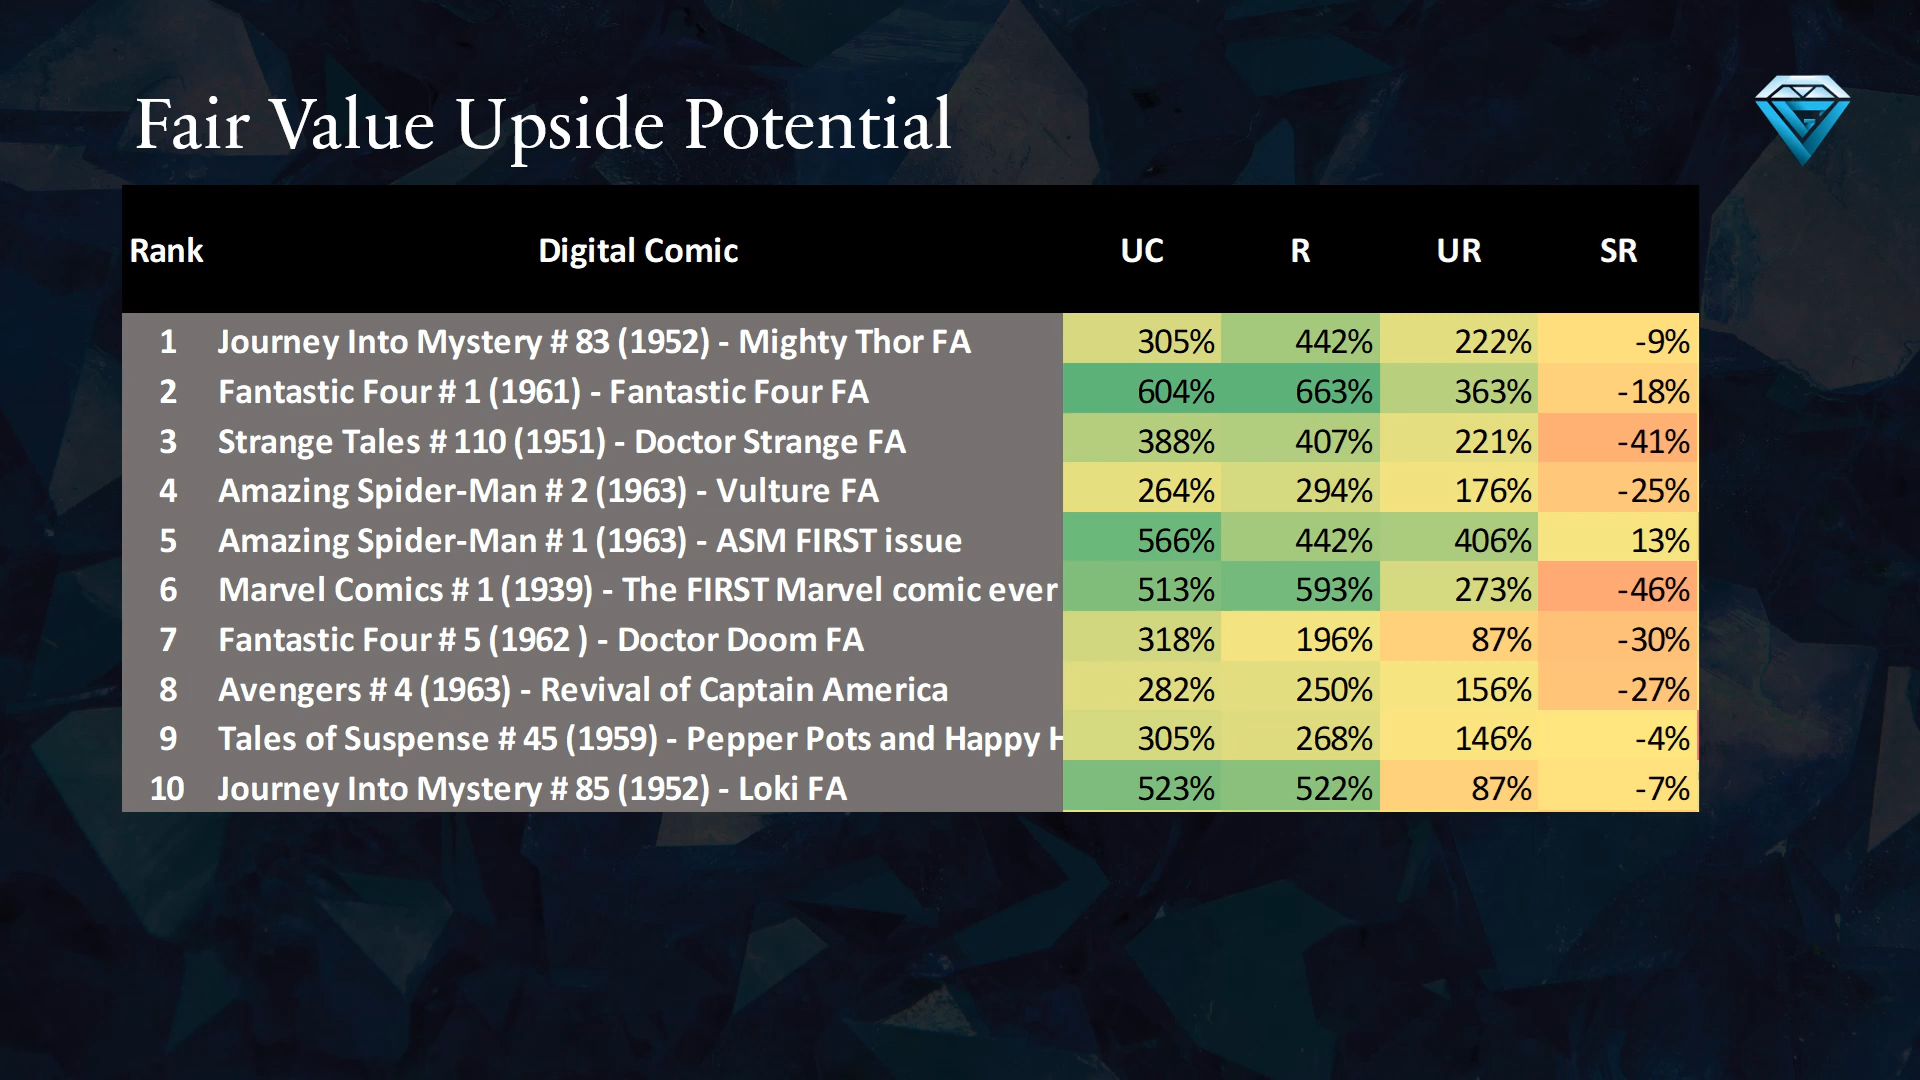 Fair Value Upside Potential
Rank Digital Comic UC R UR SR
1 Journey Into Mystery # 83 (1952) - Mighty Thor FA 305% 442% 222% -9%
2 Fantastic Four # 1 (1961) - Fantastic Four FA 604% 663% 363% -18%
3 Strange Tales # 110 (1951) - Doctor Strange FA 388% 407% 221% -41%
4 Amazing Spider-Man # 2 (1963) - Vulture FA 264% 294% 176% -25%
5 Amazing Spider-Man # 1 (1963) - ASM FIRST issue 566% 442% 406% 13%
6 Marvel Comics # 1 (1939) - The FIRST Marvel comic ever 513% 593% 273% -46%
7 Fantastic Four # 5 (1962 ) - Doctor Doom FA 318% 196% 87% -30%
8 Avengers # 4 (1963) - Revival of Captain America 282% 250% 156% -27%
9 Tales of Suspense # 45 (1959) - Pepper Pots and Happy H 305% 268% 146% -4%
10 Journey Into Mystery # 85 (1952) - Loki FA 523% 522% 87% -7%